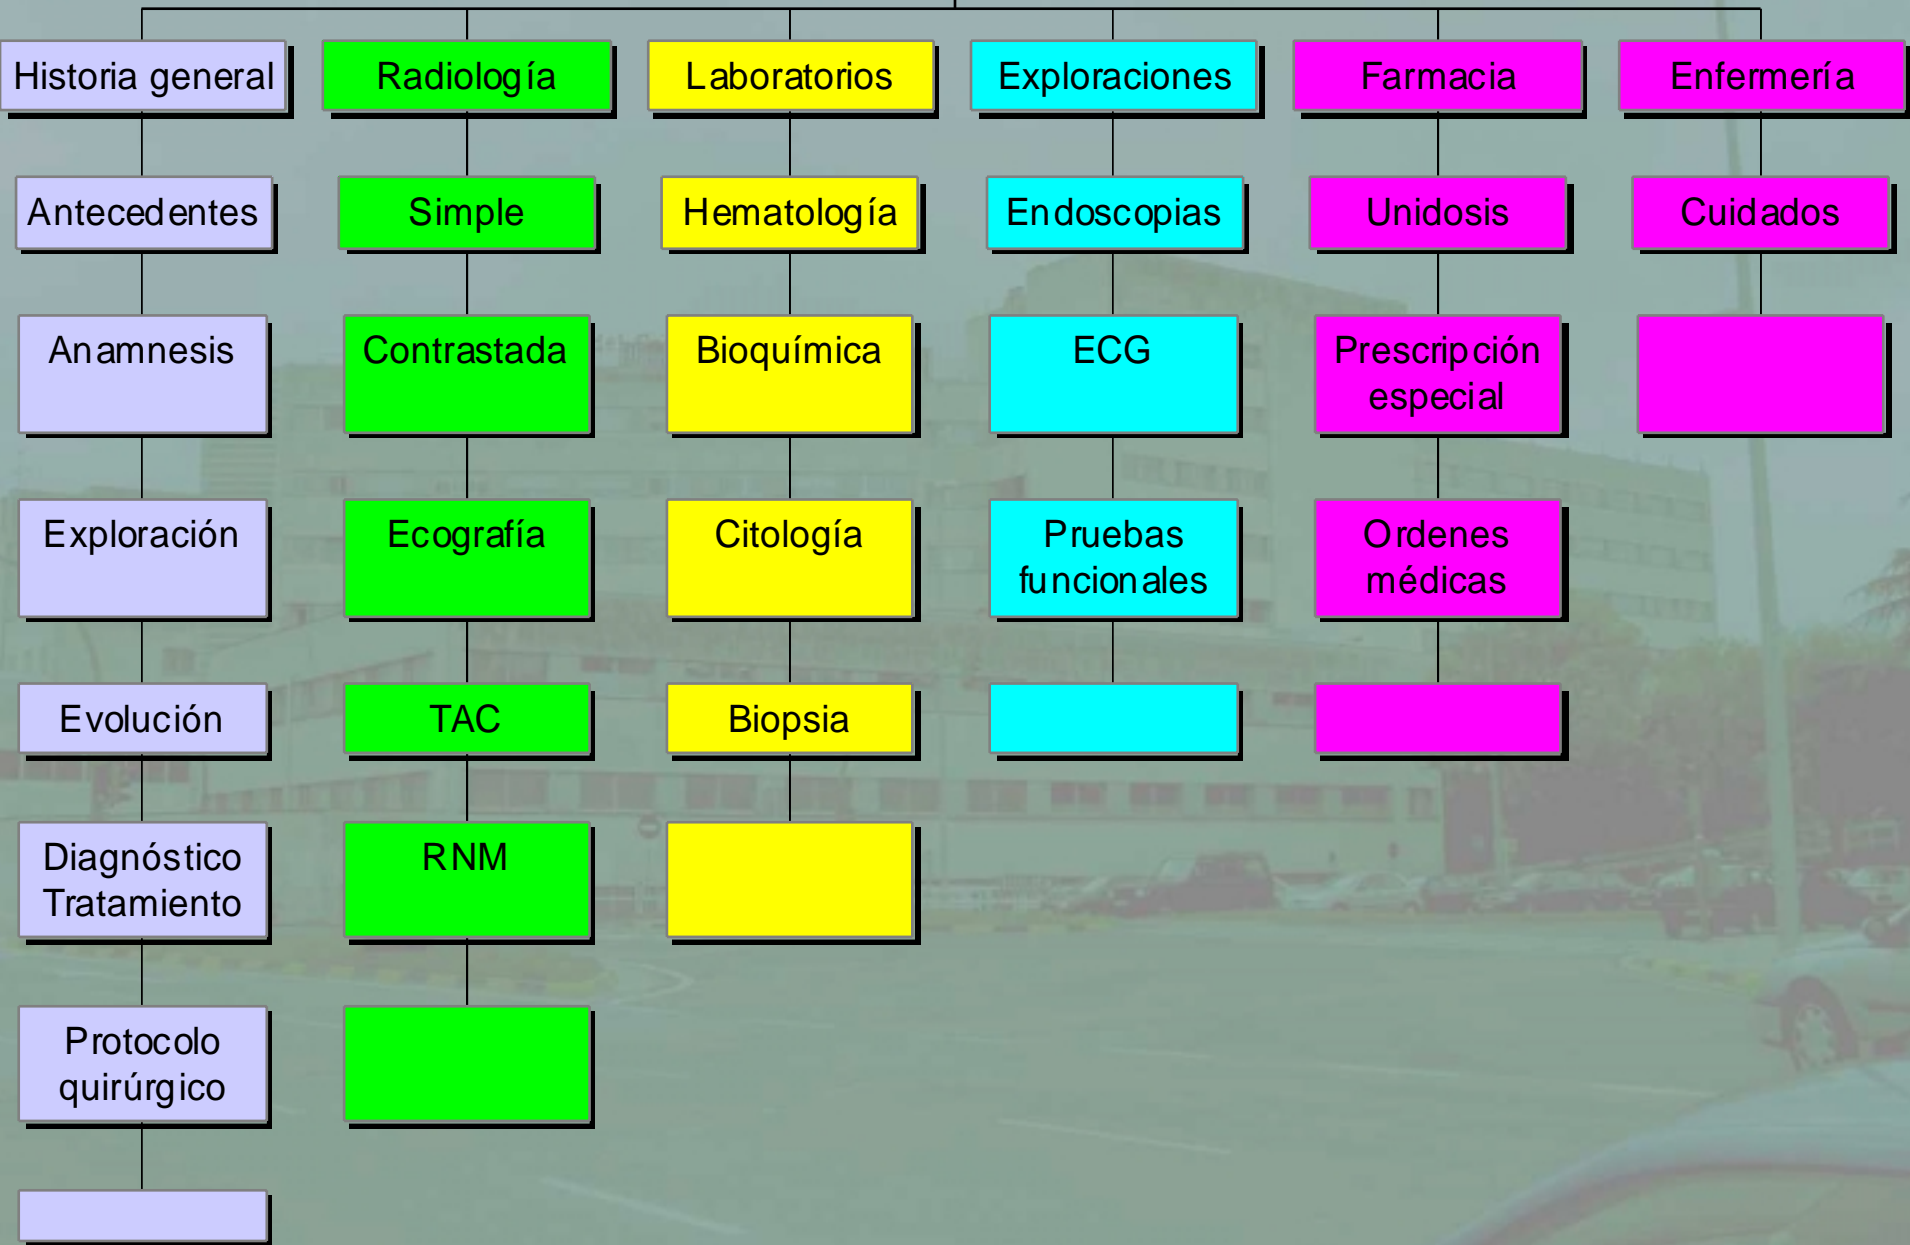 Historia general
Radiología
Laboratorios
Exploraciones
Farmacia
Enfermería
Antecedentes
Simple
Hematología
Endoscopias
Unidosis
Cuidados
Anamnesis
Contrastada
Bioquímica
ECG
Prescripción
especial
Exploración
Ecografía
Citología
Pruebas
funcionales
Ordenes
médicas
Evolución
TAC
Biopsia
Diagnóstico
Tratamiento
RNM
Protocolo
quirúrgico